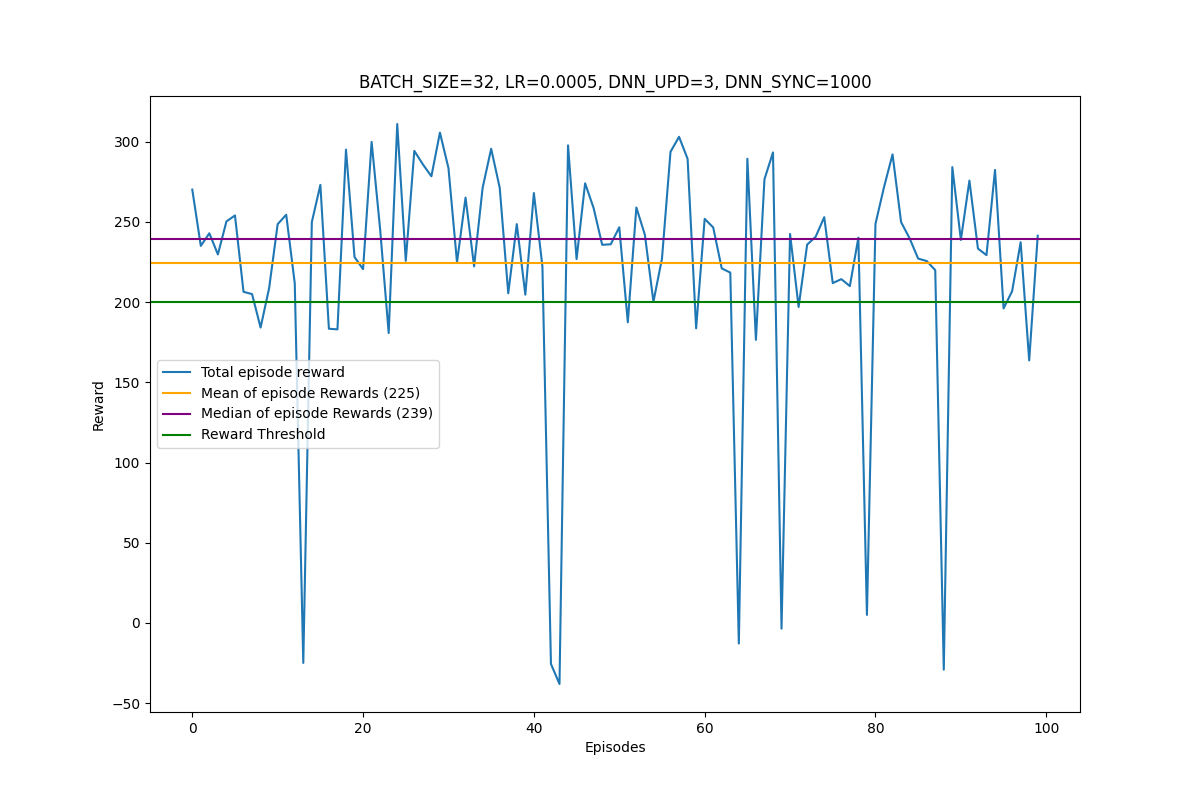 BATCH_SIZE=32, LR=0.0005, DNN_UPD=3, DNN_SYNC=1000
300
250
200
150
100
50
0
−50
Reward
Total episode reward
Mean of episode Rewards (225)
Median of episode Rewards (239)
Reward Threshold
0 20 40 60 80 100
Episodes